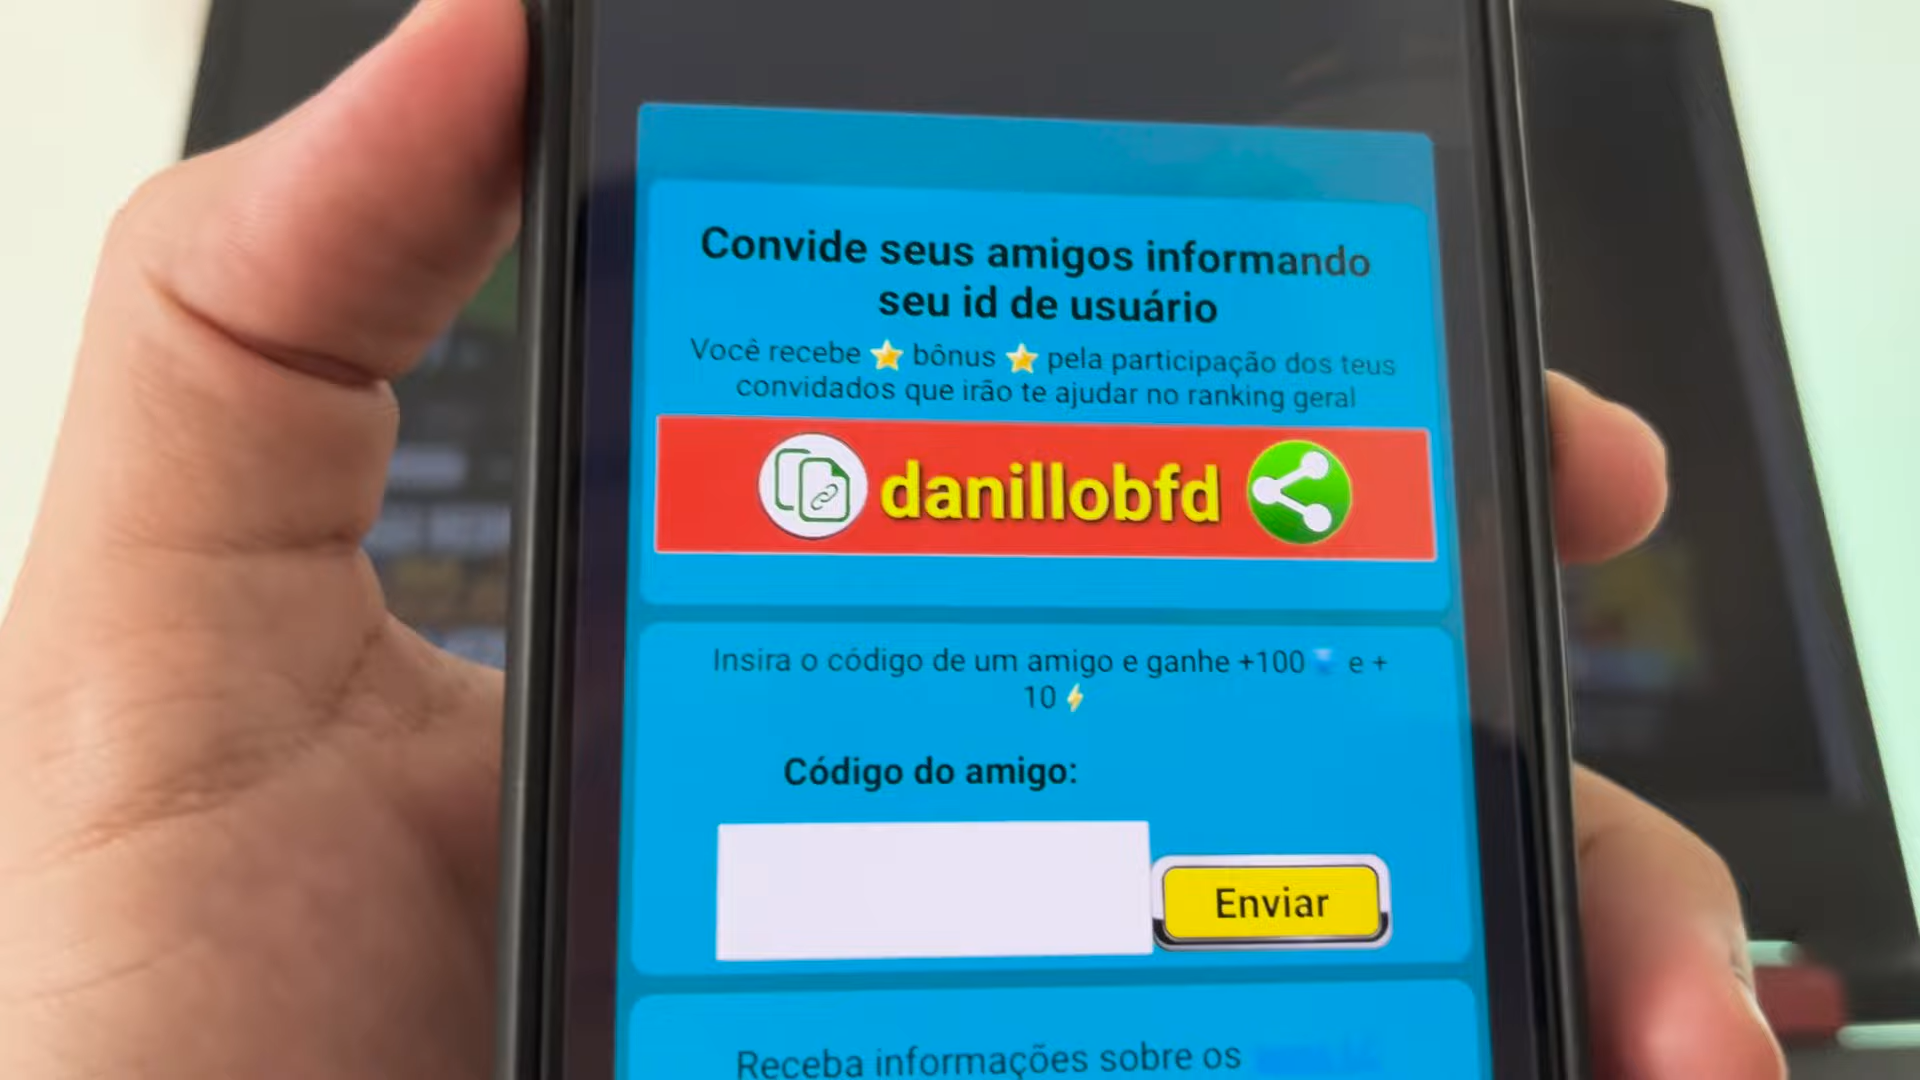 Convide seus amigos informando
seu id de usuário
Você recebe ⭐ bônus ⭐ pela participação dos teus
convidados que irão te ajudar no ranking geral
danillobfd
Insira o código de um amigo e ganhe +100 e +
10 ⚡
Código do amigo:
Enviar
Receba informações sobre os